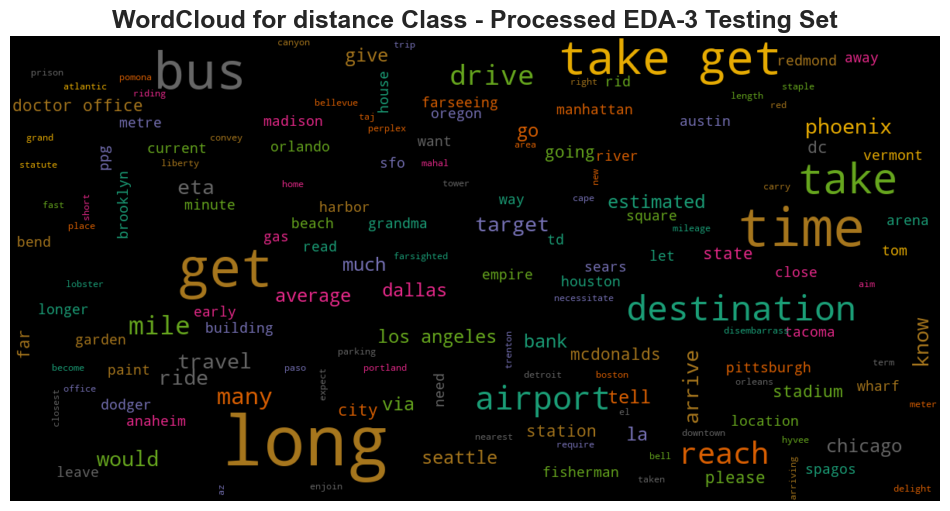 WordCloud for distance Class - Processed EDA-3 Testing Set
canyon
trip
take get
bus
give
redmond
away
prison
pomona
drive
right
rid
atlantic
riding
house
staple
doctor office
bellevue
farseeing
manhattan
length
red
metre
madison
taj
oregon
austin
phoenix
grand
perplex
go
convey
want
area
dc
current
orlando
statute
ppg
liberty
sfo
mahal
going
river
vermont
home
tower
new
take
eta
brooklyn
carry
fast
short
minute
harbor
way
cape
estimated
time
place
beach
grandma
target
square
mileage
arena
bend
gas
read
td
state
tom
get
much
farsighted
sears
let
close
lobster
average
dallas
empire
houston
aim
longer
early
necessitate
destination
mile
building
far
garden
los angeles
trenton
bank
disembarrass
tacoma
know
travel
parking
mcdonalds
become
paint
ride
paso
portland
detroit
pittsburgh
term
office
expect
need
boston
arrive
orleans
closest
dodger
many
via
airport
tell
stadium
wharf
meter
anaheim
city
el
location
long
station
la
downtown
nearest
require
reach
hyvee
chicago
would
seattle
bell
leave
fisherman
taken
please
arriving
spagos
az
enjoin
delight